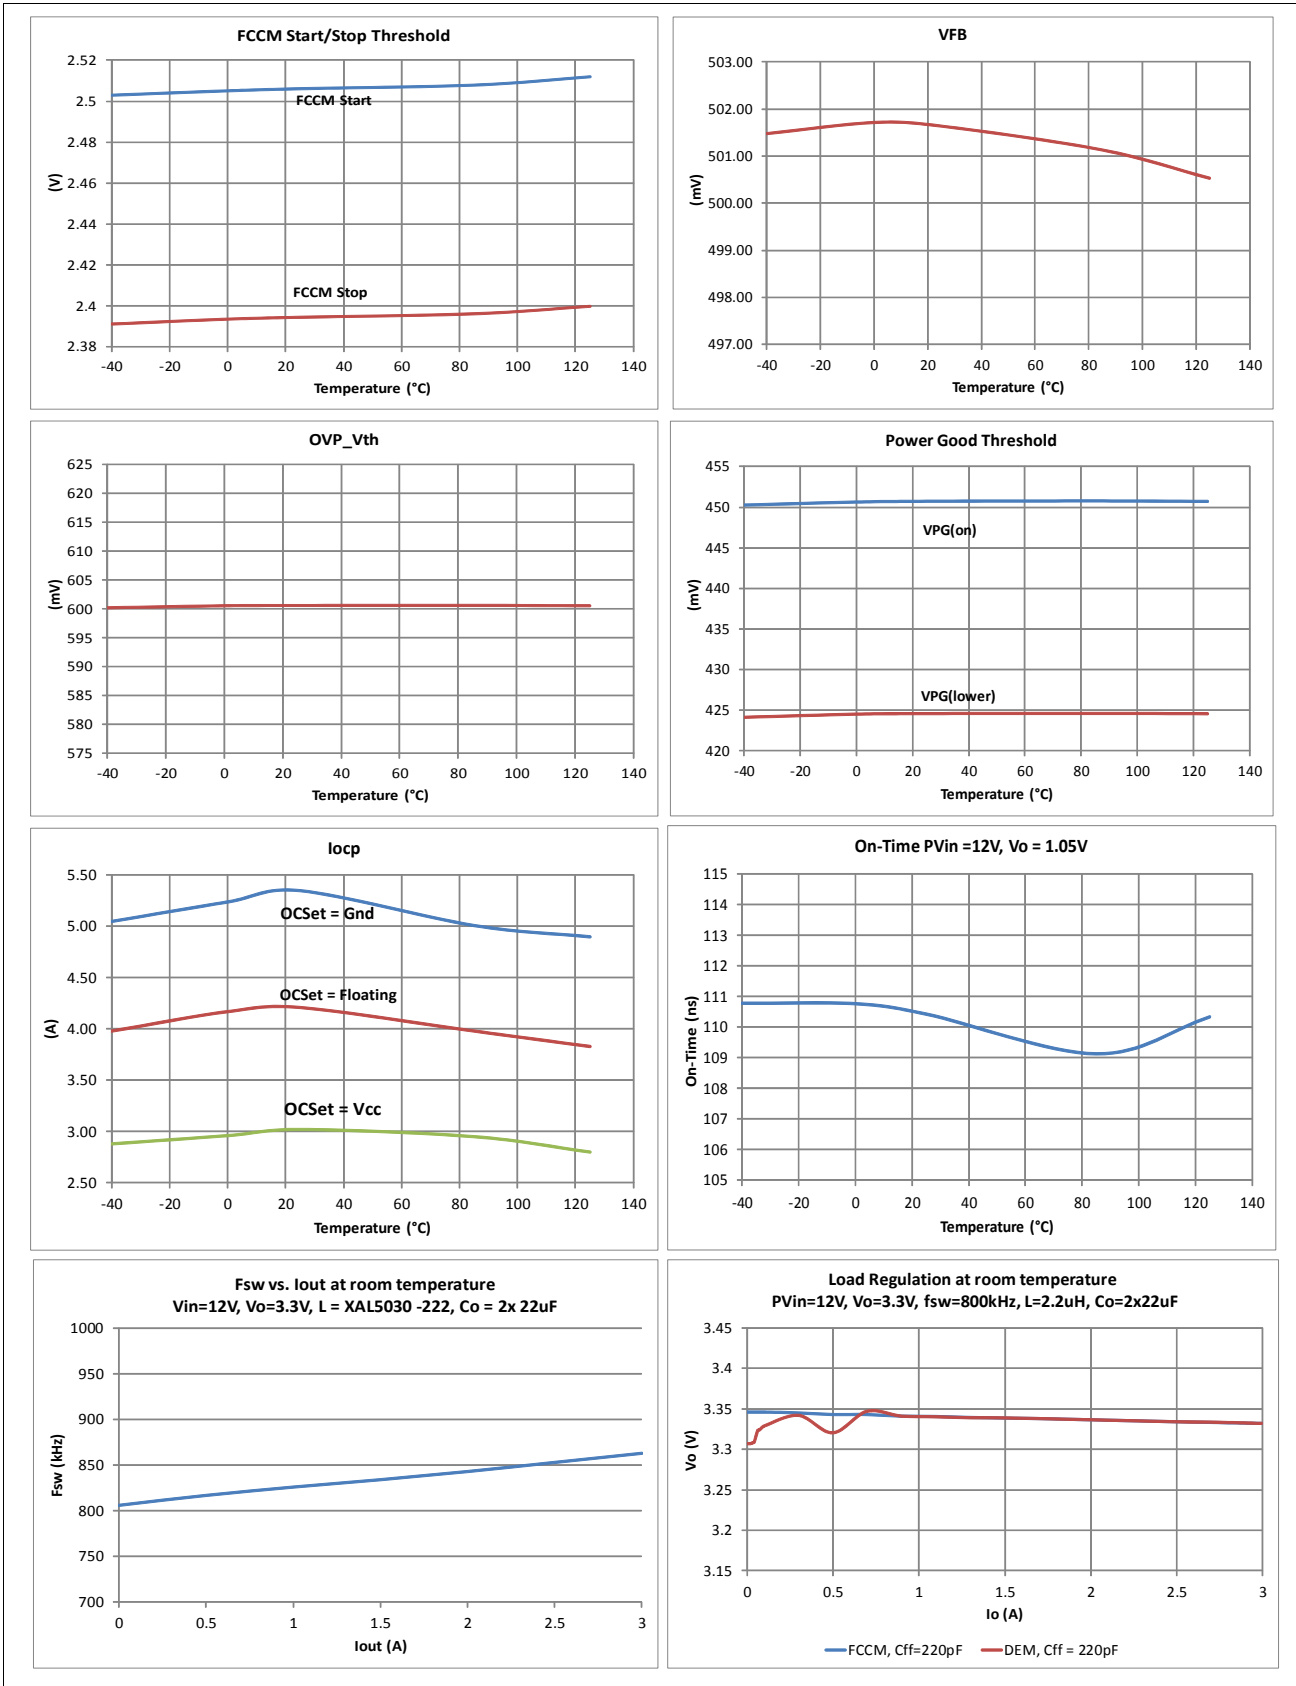 FCCM Start/Stop Threshold
2.52
2.5
2.48
2.46
2.44
2.42
2.4
2.38
(V)
FCCM Start
FCCM Stop
-40 -20 0 20 40 60 80 100 120 140
Temperature (°C)
VFB
503.00
502.00
501.00
500.00
499.00
498.00
497.00
(mV)
-40 -20 0 20 40 60 80 100 120 140
Temperature (°C)
OVP_Vth
625
620
615
610
605
600
595
590
585
580
575
(mV)
-40 -20 0 20 40 60 80 100 120 140
Temperature (°C)
Power Good Threshold
455
450
445
440
435
430
425
420
(mV)
VPG(on)
VPG(lower)
-40 -20 0 20 40 60 80 100 120 140
Temperature (°C)
Iocp
5.50
5.00
4.50
4.00
3.50
3.00
2.50
(A)
OCSet = Gnd
OCSet = Floating
OCSet = Vcc
-40 -20 0 20 40 60 80 100 120 140
Temperature (°C)
On-Time PVin =12V, Vo = 1.05V
115
114
113
112
111
110
109
108
107
106
105
On-Time (ns)
-40 -20 0 20 40 60 80 100 120 140
Temperature (°C)
Fsw vs. Iout at room temperature
Vin=12V, Vo=3.3V, L = XAL5030 -222, Co = 2x 22uF
1000
950
900
850
800
750
700
Fsw (kHz)
0 0.5 1 1.5 2 2.5 3
Iout (A)
Load Regulation at room temperature
PVin=12V, Vo=3.3V, fsw=800kHz, L=2.2uH, Co=2x22uF
3.45
3.4
3.35
3.3
3.25
3.2
3.15
Vo (V)
0 0.5 1 1.5 2 2.5 3
Io (A)
FCCM, Cff=220pF DEM, Cff = 220pF